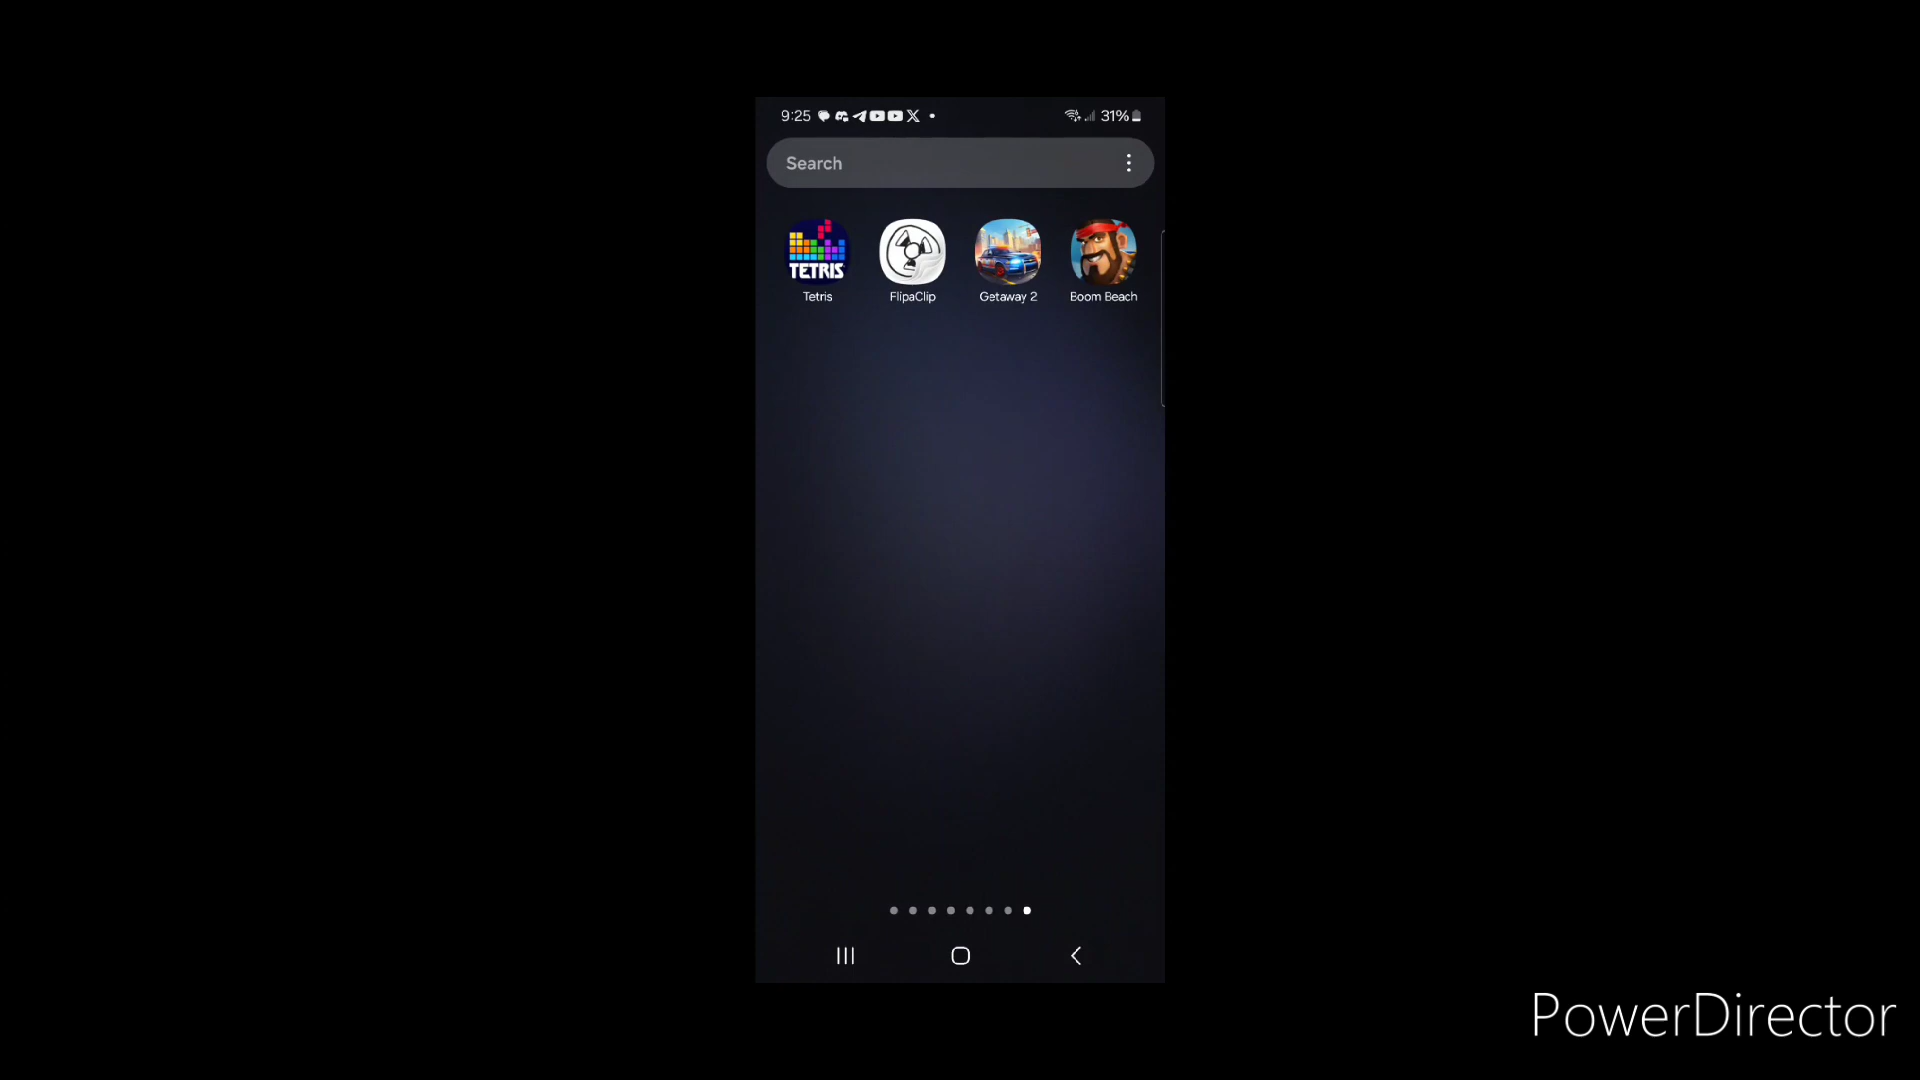 9:25 31%
Search
TETRIS
Tetris FlipaClip Getaway 2 Boom Beach
PowerDirector